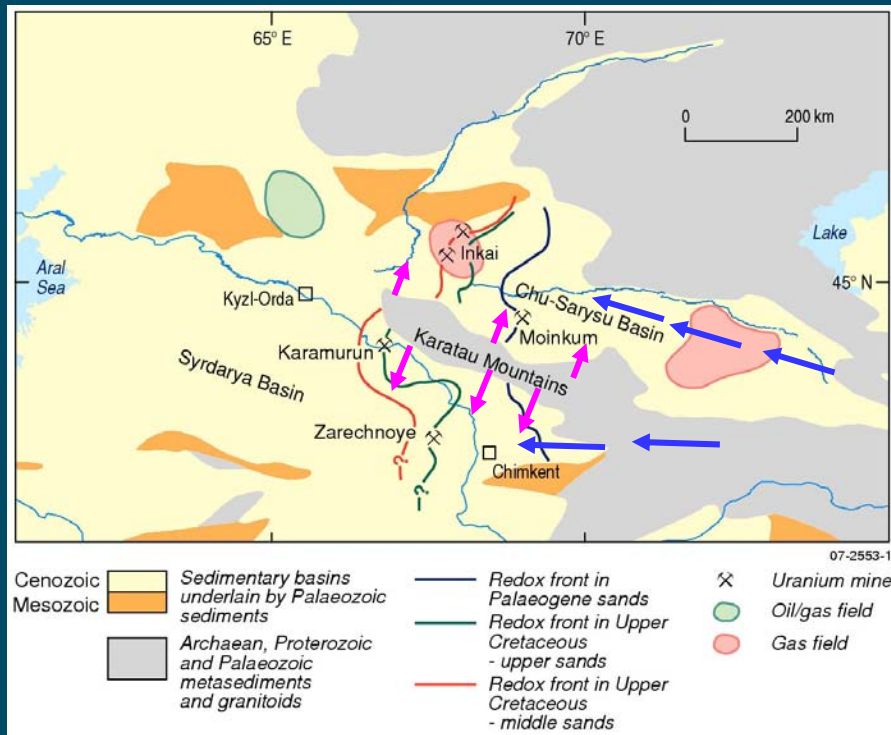 65° E
70° E
0
200 km
Lake
45° N
Aral
Sea
Inkai
Kyzl-Orda
Chu-Sarysu Basin
Moinkum
Karamurun
Karatau Mountains
Syrdarya Basin
Zarechnoye
Chimkent
-?-
-?-
07-2553-1
Cenozoic
Mesozoic
Sedimentary basins
underlain by Palaeozoic
sediments
Archaean, Proterozoic
and Palaeozoic
metasediments
and granitoids
Redox front in
Palaeogene sands
Redox front in Upper
Cretaceous
- upper sands
Redox front in Upper
Cretaceous
- middle sands
Uranium mine
Oil/gas field
Gas field